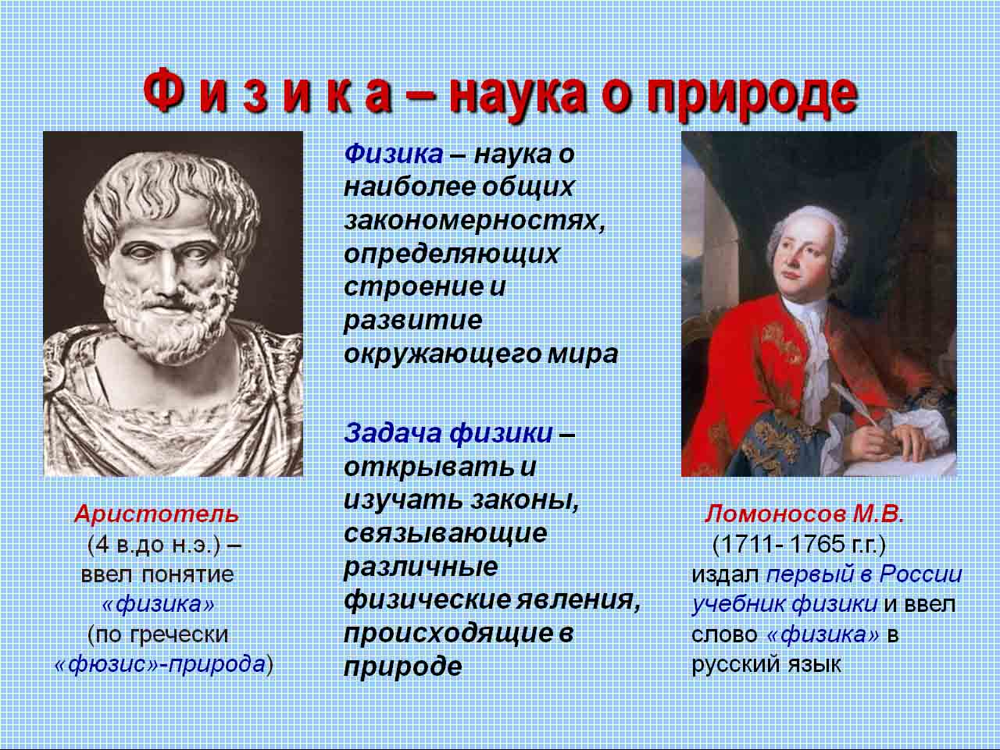 Ф и з и к а – наука о природе
Физика – наука о
наиболее общих
закономерностях,
определяющих
строение и
развитие
окружающего мира
Задача физики –
открывать и
изучать законы,
связывающие
различные
физические явления,
происходящие в
природе
Аристотель
(4 в.до н.э.) –
ввел понятие
«физика»
(по гречески
«фюзис»-природа)
Ломоносов М.В.
(1711- 1765 г.г.)
издал первый в России
учебник физики и ввел
слово «физика» в
русский язык